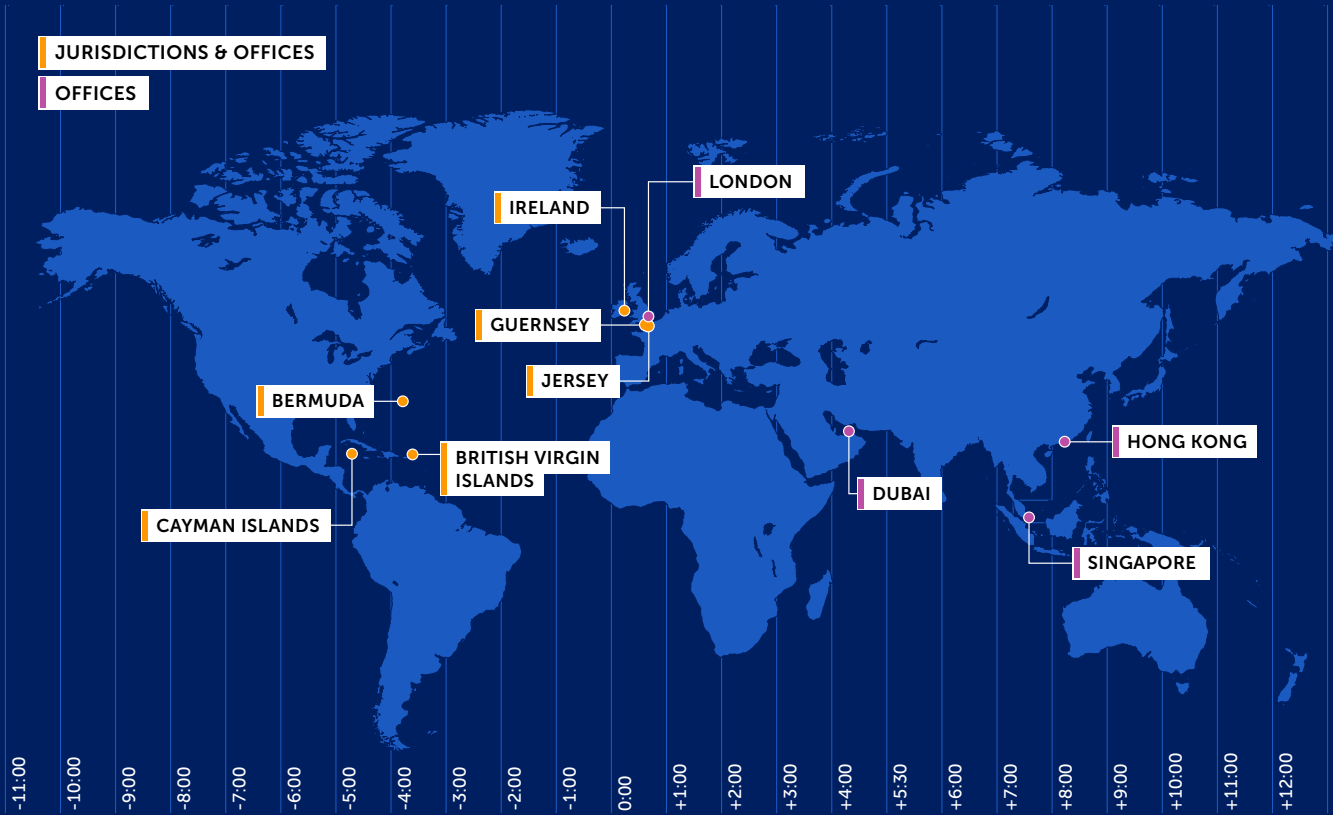 JURISDICTIONS & OFFICES
OFFICES
LONDON
IRELAND
GUERNSEY
JERSEY
BERMUDA
BRITISH VIRGIN
ISLANDS
CAYMAN ISLANDS
HONG KONG
DUBAI
SINGAPORE
-11:00
-10:00
-9:00
-8:00
-7:00
-6:00
-5:00
-4:00
-3:00
-2:00
-1:00
0:00
+1:00
+2:00
+3:00
+4:00
+5:30
+6:00
+7:00
+8:00
+9:00
+10:00
+11:00
+12:00